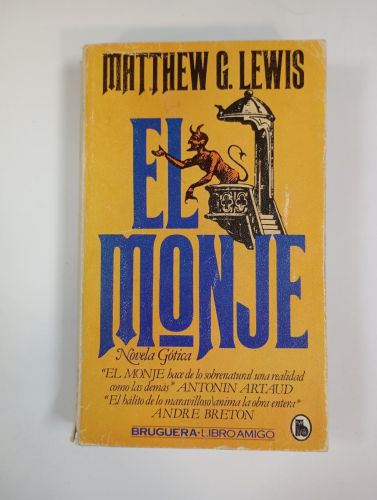 MATTHEW G. LEWIS
EL
MONJE
Novela Gótica
"EL MONJE hace de lo sobrenatural una realidad
como las demás" ANTONIN ARTAUD
"El hálito de lo maravilloso anima la obra entera"
ANDRE BRETON
BRUGUERA·LIBRO AMIGO